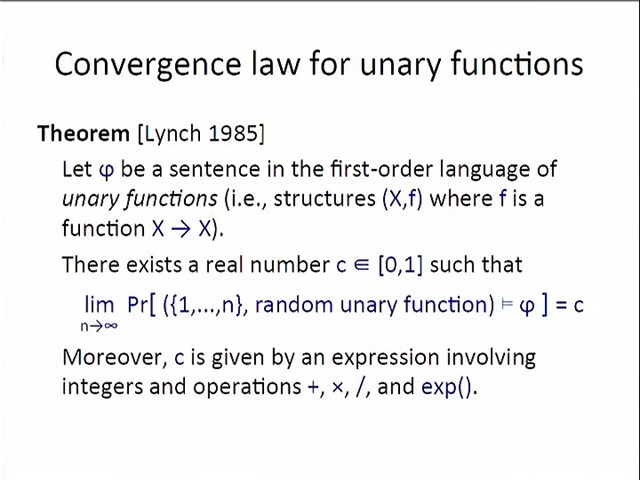 Convergence law for unary functions
Theorem [Lynch 1985]
Let φ be a sentence in the first-order language of
unary functions (i.e., structures (X,f) where f is a
function X → X).
There exists a real number c ∈ [0,1] such that
lim Pr[ ({1,...,n}, random unary function) ⊨ φ ] = c
n→∞
Moreover, c is given by an expression involving
integers and operations +, ×, /, and exp().